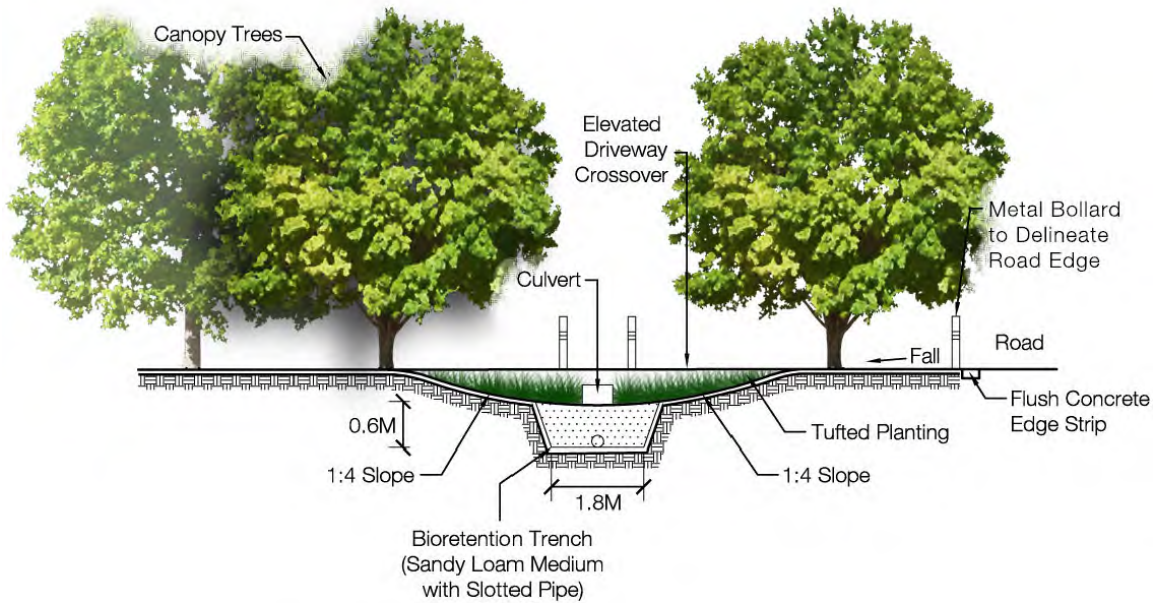 Canopy Trees
Elevated
Driveway
Crossover
Metal Bollard
to Delineate
Road Edge
Culvert
Fall
Road
0.6M
Flush Concrete
Edge Strip
Tufted Planting
1:4 Slope
1:4 Slope
1.8M
Bioretention Trench
(Sandy Loam Medium
with Slotted Pipe)